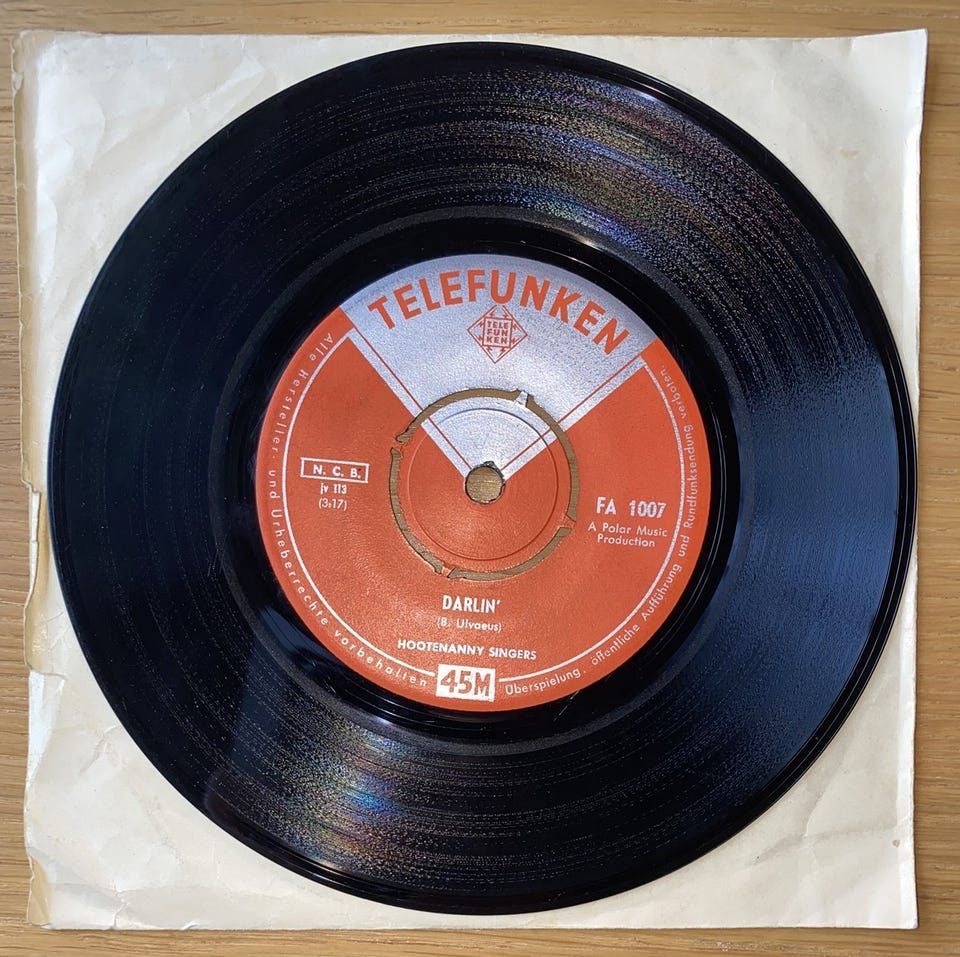 TELEFUNKEN
TELE
FUN
KEN
N. C. B.
jv 113
(3:17)
FA 1007
A Polar Music
Production
DARLIN'
(B. Ulvaeus)
HOOTENANNY SINGERS
45M
Alle Hersteller- und Urheberrechte vorbehalten
Überspielung, öffentliche Aufführung und Rundfunksendung verboten.